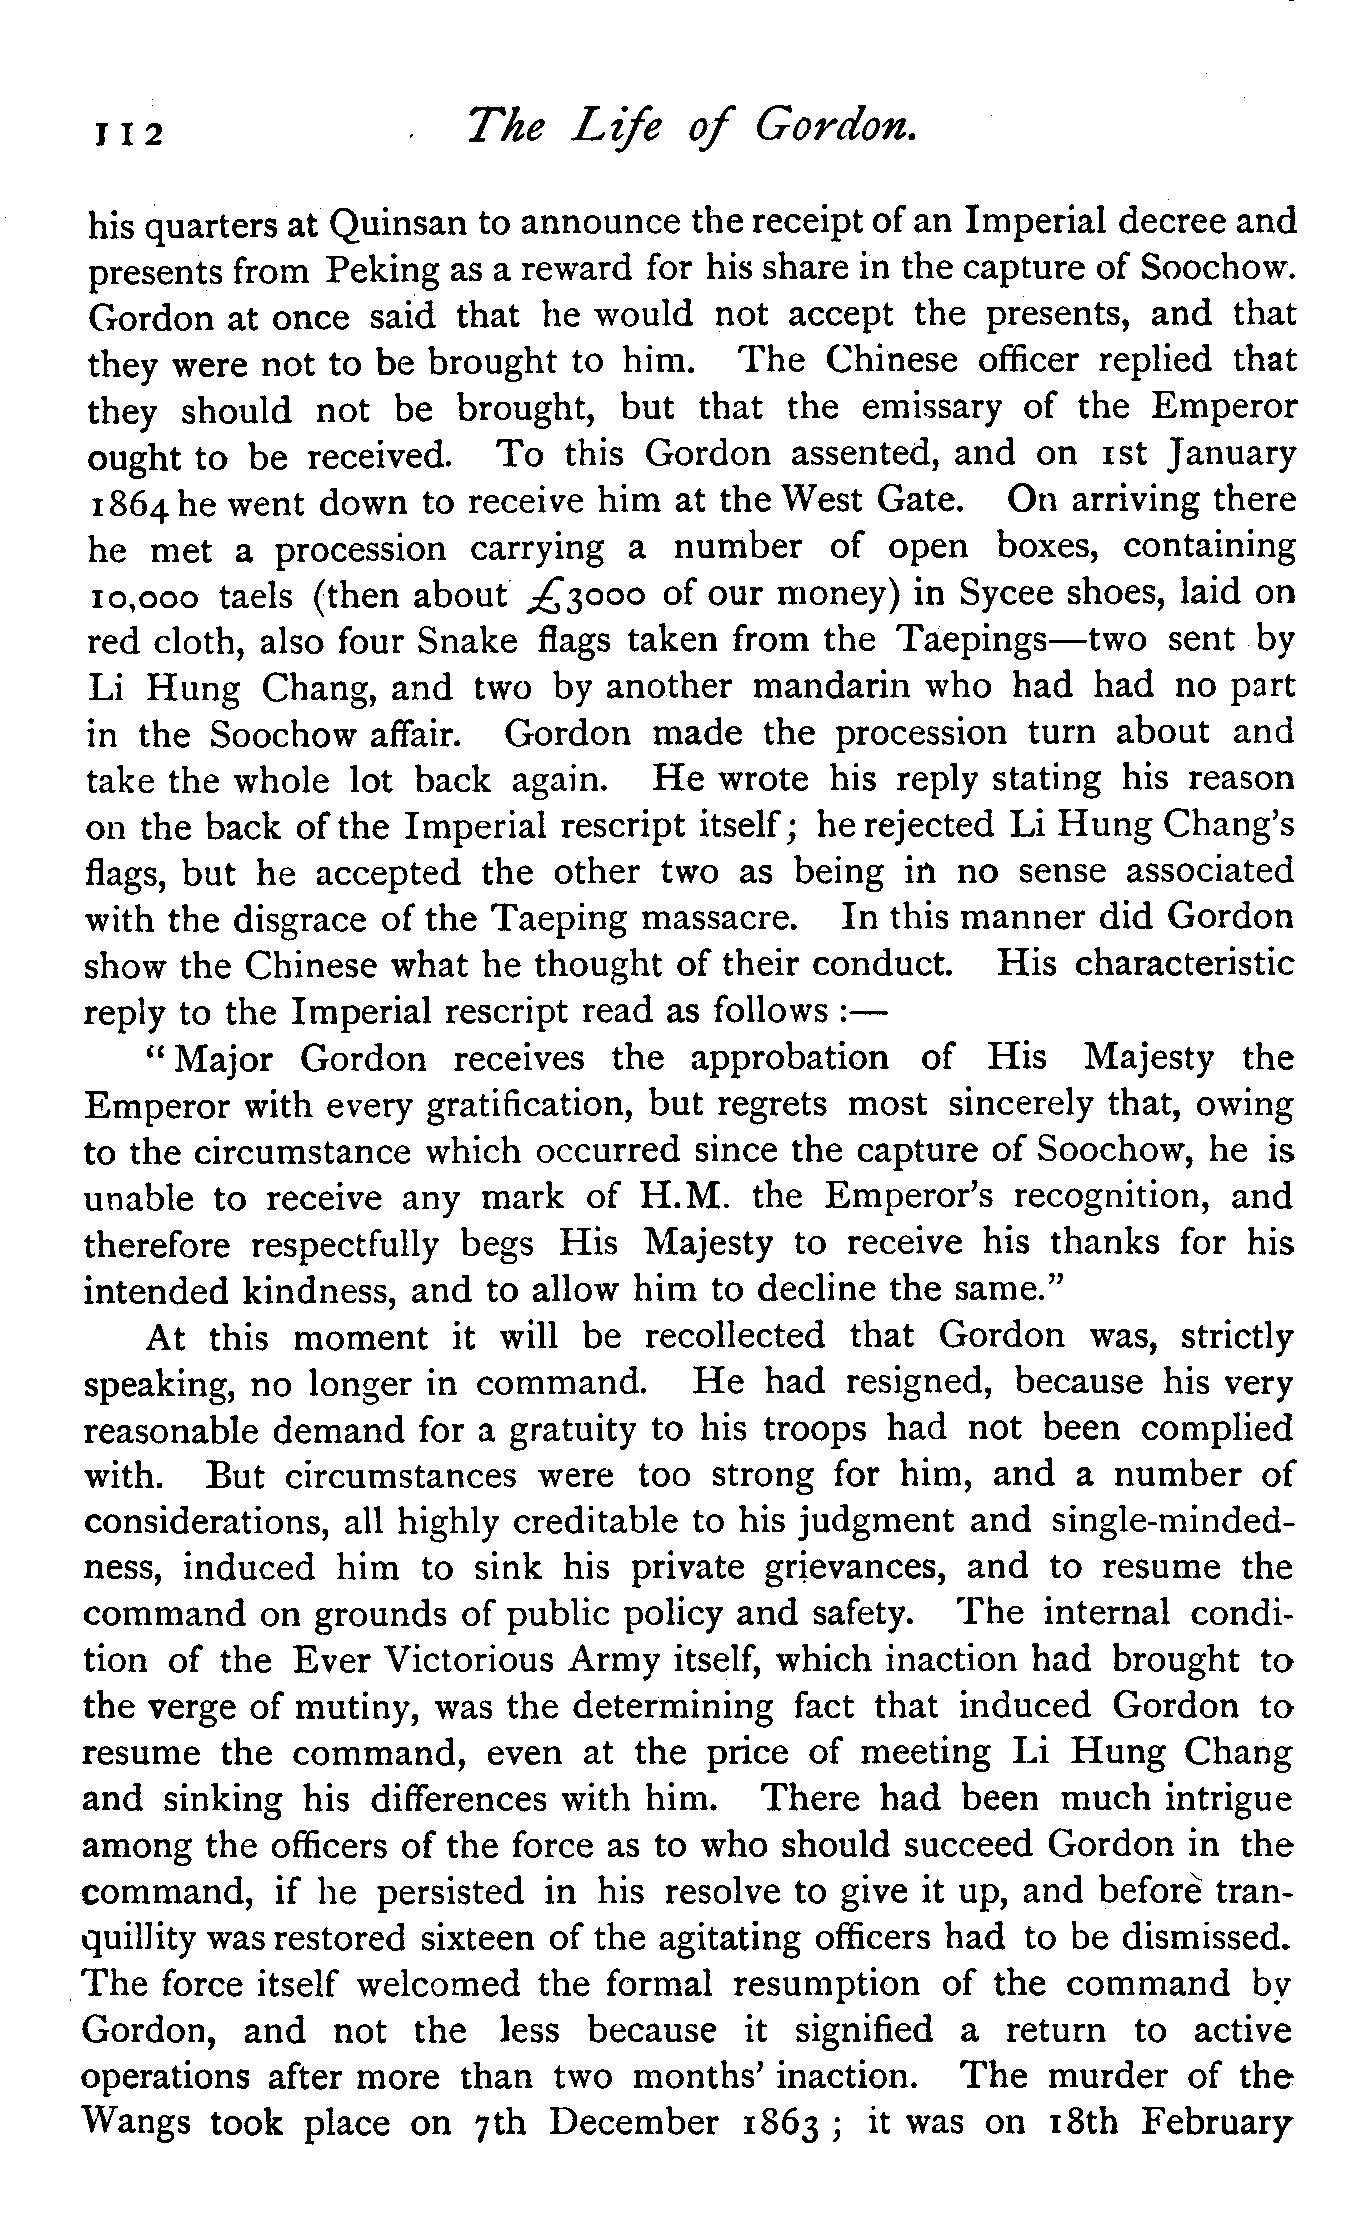 112 The Life of Gordon.
his quarters at Quinsan to announce the receipt of an Imperial decree and
presents from Peking as a reward for his share in the capture of Soochow.
Gordon at once said that he would not accept the presents, and that
they were not to be brought to him. The Chinese officer replied that
they should not be brought, but that the emissary of the Emperor
ought to be received. To this Gordon assented, and on 1st January
1864 he went down to receive him at the West Gate. On arriving there
he met a procession carrying a number of open boxes, containing
10,000 taels (then about £3000 of our money) in Sycee shoes, laid on
red cloth, also four Snake flags taken from the Taepings—two sent by
Li Hung Chang, and two by another mandarin who had had no part
in the Soochow affair. Gordon made the procession turn about and
take the whole lot back again. He wrote his reply stating his reason
on the back of the Imperial rescript itself; he rejected Li Hung Chang's
flags, but he accepted the other two as being in no sense associated
with the disgrace of the Taeping massacre. In this manner did Gordon
show the Chinese what he thought of their conduct. His characteristic
reply to the Imperial rescript read as follows :—
“Major Gordon receives the approbation of His Majesty the
Emperor with every gratification, but regrets most sincerely that, owing
to the circumstance which occurred since the capture of Soochow, he is
unable to receive any mark of H.M. the Emperor's recognition, and
therefore respectfully begs His Majesty to receive his thanks for his
intended kindness, and to allow him to decline the same.”
At this moment it will be recollected that Gordon was, strictly
speaking, no longer in command. He had resigned, because his very
reasonable demand for a gratuity to his troops had not been complied
with. But circumstances were too strong for him, and a number of
considerations, all highly creditable to his judgment and single-minded-
ness, induced him to sink his private grievances, and to resume the
command on grounds of public policy and safety. The internal condi-
tion of the Ever Victorious Army itself, which inaction had brought to
the verge of mutiny, was the determining fact that induced Gordon to
resume the command, even at the price of meeting Li Hung Chang
and sinking his differences with him. There had been much intrigue
among the officers of the force as to who should succeed Gordon in the
command, if he persisted in his resolve to give it up, and before tran-
quillity was restored sixteen of the agitating officers had to be dismissed.
The force itself welcomed the formal resumption of the command by
Gordon, and not the less because it signified a return to active
operations after more than two months' inaction. The murder of the
Wangs took place on 7th December 1863 ; it was on 18th February